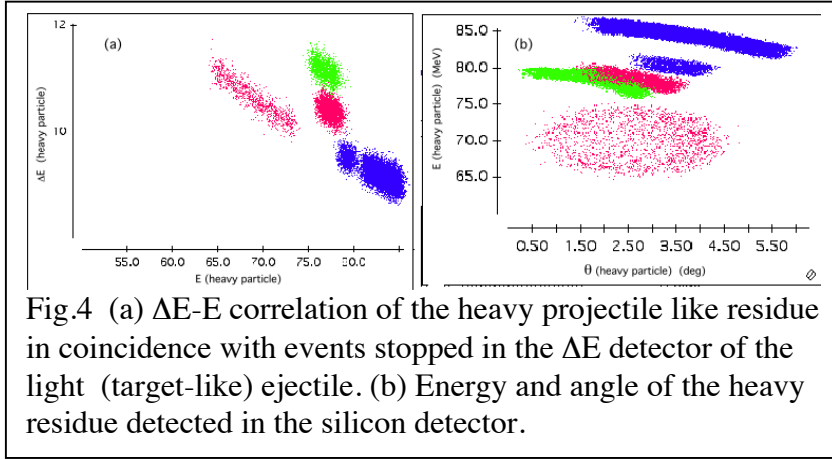 12
(a)
10
8
ΔE (heavy particle)
55.0 60.0 65.0 70.0 75.0 80.0
E (heavy particle)
(b)
85.0
80.0
75.0
70.0
65.0
E (heavy particle) (MeV)
0.50 1.50 2.50 3.50 4.50 5.50
θ (heavy particle) (deg)
Fig.4 (a) ΔE-E correlation of the heavy projectile like residue
in coincidence with events stopped in the ΔE detector of the
light (target-like) ejectile. (b) Energy and angle of the heavy
residue detected in the silicon detector.